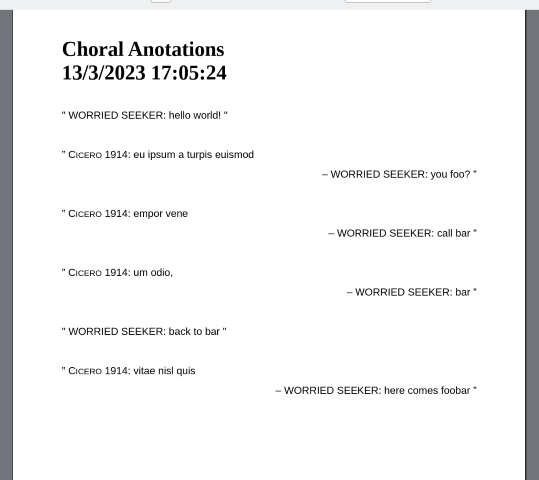 Choral Anotations
13/3/2023 17:05:24
" WORRIED SEEKER: hello world! "
" CICERO 1914: eu ipsum a turpis euismod
– WORRIED SEEKER: you foo? "
" CICERO 1914: empor vene
– WORRIED SEEKER: call bar "
" CICERO 1914: um odio,
– WORRIED SEEKER: bar "
" WORRIED SEEKER: back to bar "
" CICERO 1914: vitae nisl quis
– WORRIED SEEKER: here comes foobar "